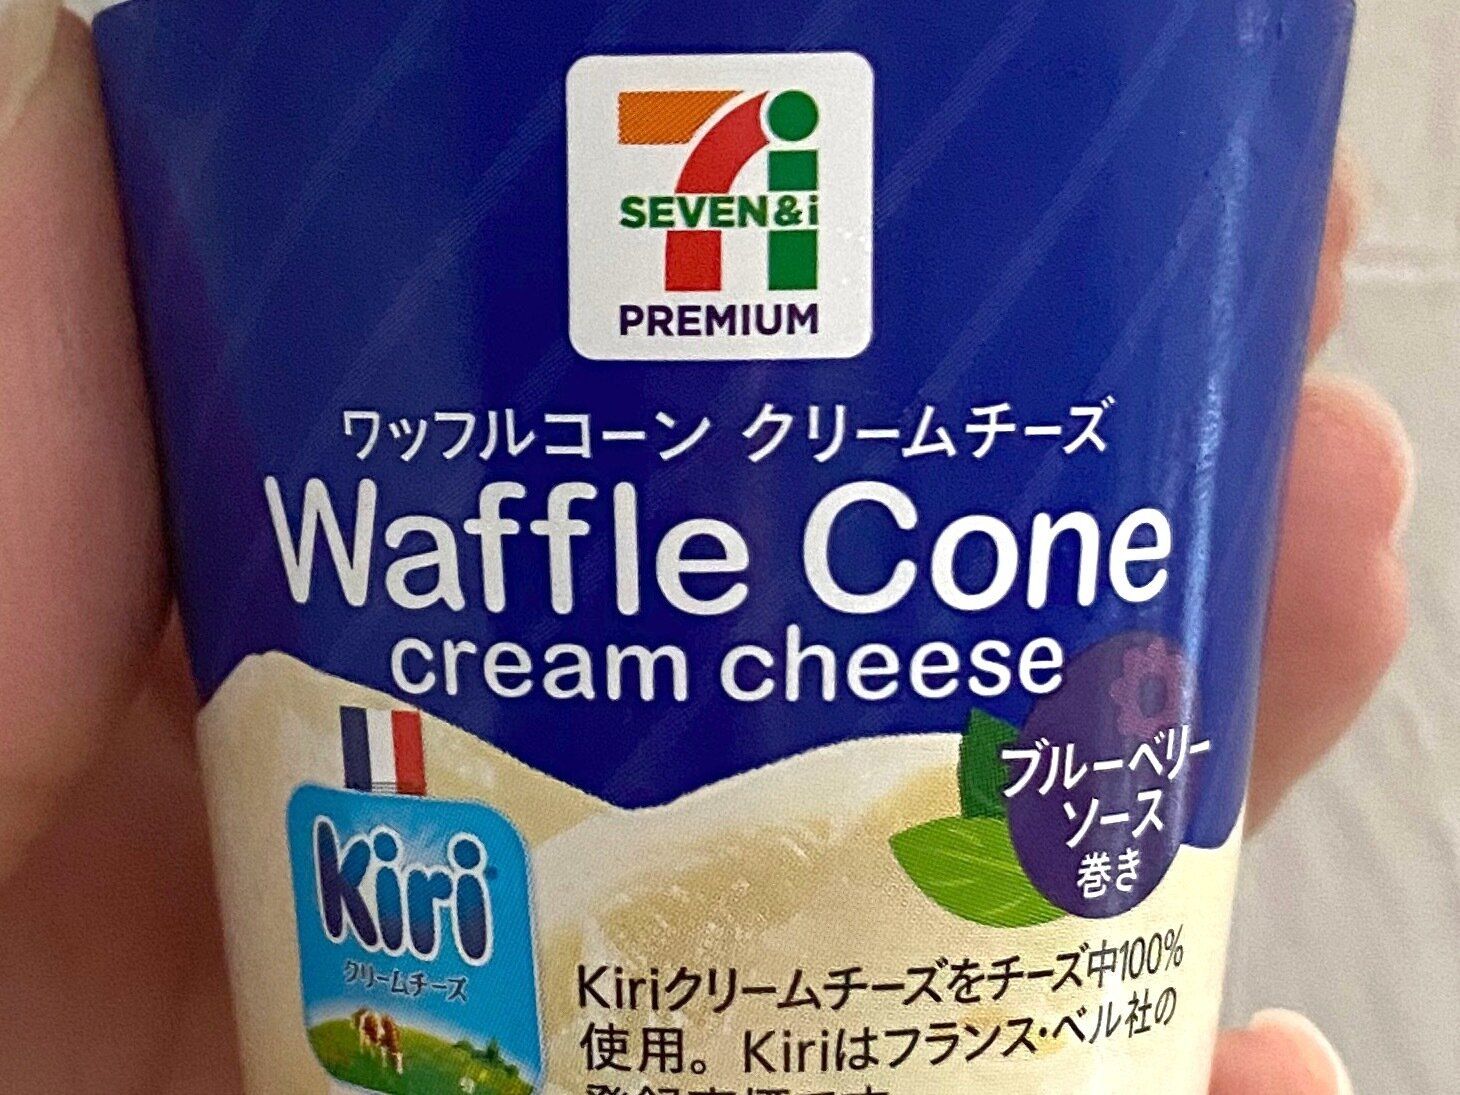 SEVEN&i
PREMIUM
ワッフルコーン クリームチーズ
Waffle Cone
cream cheese
ブルーベリー
ソース
巻き
kiri
クリームチーズ
Kiriクリームチーズをチーズ中100%
使用。Kiriはフランス・ベル社の